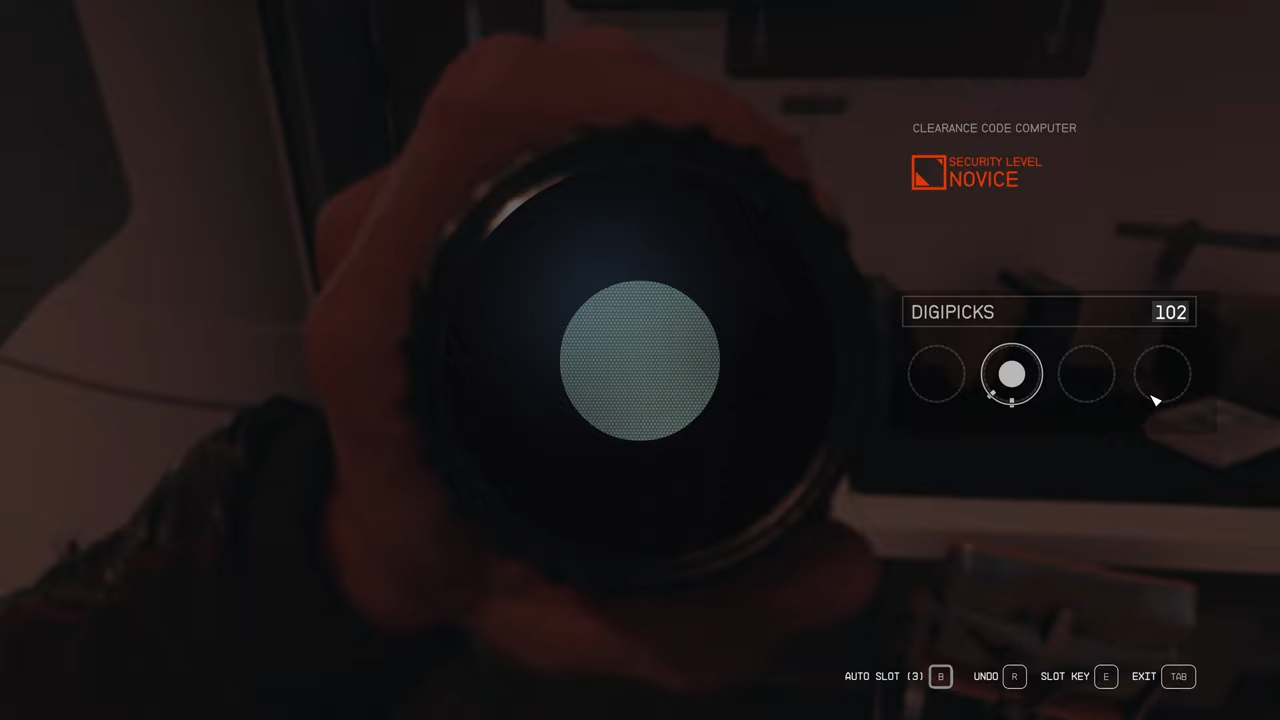 CLEARANCE CODE COMPUTER
SECURITY LEVEL
NOVICE
DIGIPICKS 102
AUTO SLOT (3) B UNDO R SLOT KEY E EXIT TAB